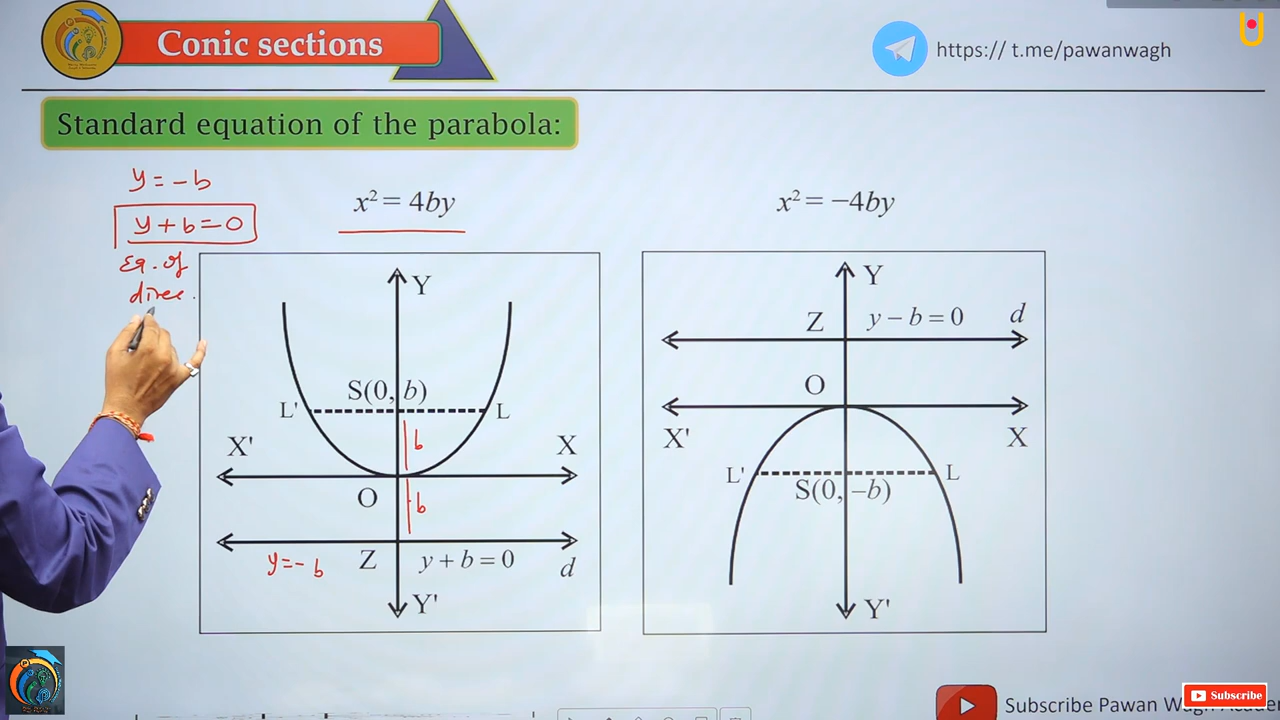 Conic sections
https:// t.me/pawanwagh
Standard equation of the parabola:
y = -b
y + b = 0
Eq. of
direc.
x² = 4by
Y
S(0, b)
L'
L
b
X'
X
O
b
y = -b
Z
y + b = 0
d
Y'
x² = −4by
Y
Z
y − b = 0
d
O
X'
X
L'
L
S(0, −b)
Y'
Subscribe Pawan Wagh
Subscribe